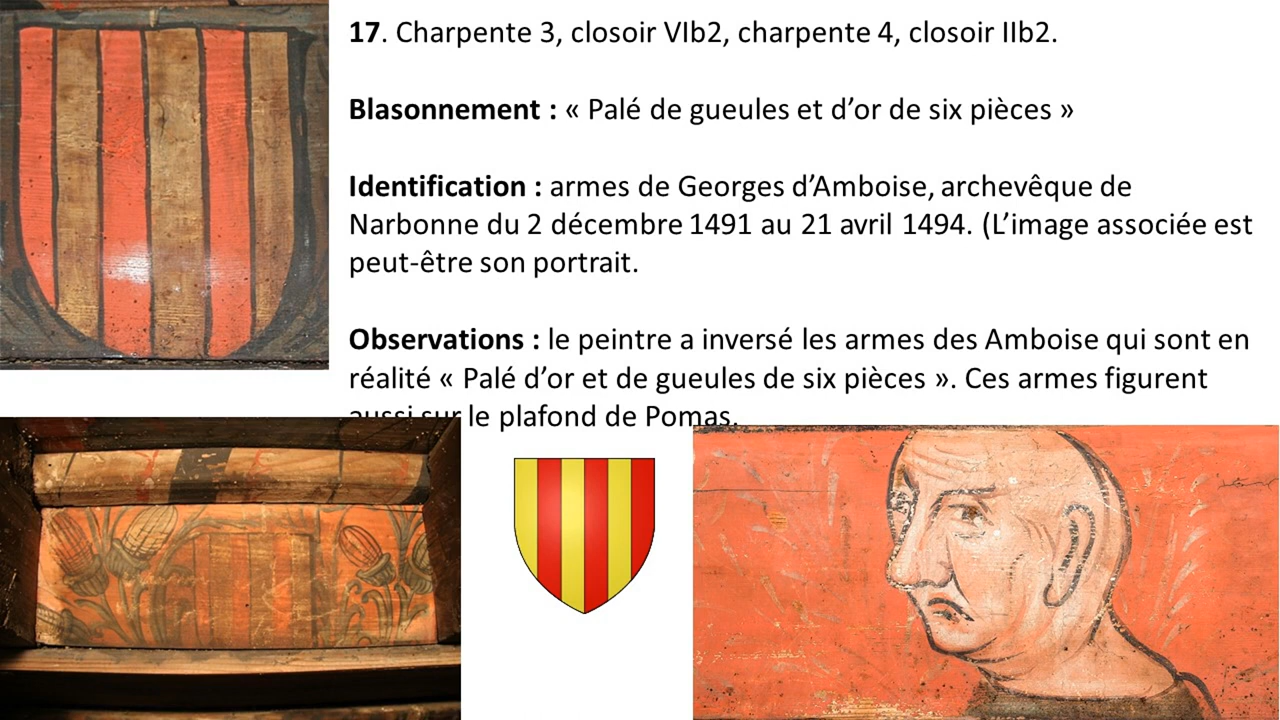 17. Charpente 3, closoir VIb2, charpente 4, closoir IIb2.
Blasonnement : « Palé de gueules et d’or de six pièces »
Identification : armes de Georges d’Amboise, archevêque de
Narbonne du 2 décembre 1491 au 21 avril 1494. (L’image associée est
peut-être son portrait.
Observations : le peintre a inversé les armes des Amboise qui sont en
réalité « Palé d’or et de gueules de six pièces ». Ces armes figurent
aussi sur le plafond de Pomas.